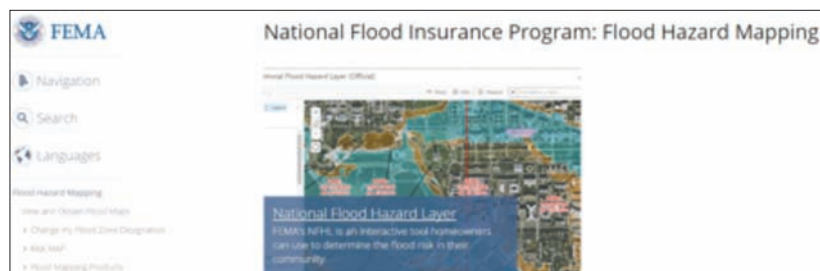 FEMA
National Flood Insurance Program: Flood Hazard Mapping
Navigation
Search
Languages
Flood Hazard Mapping
View and Obtain Flood Maps
Change my Flood Zone Designation
Risk MAP
Flood Mapping Products
National Flood Hazard Layer (Official)
National Flood Hazard Layer
FEMA's NFHL is an interactive tool homeowners
can use to determine the flood risk in their
community.